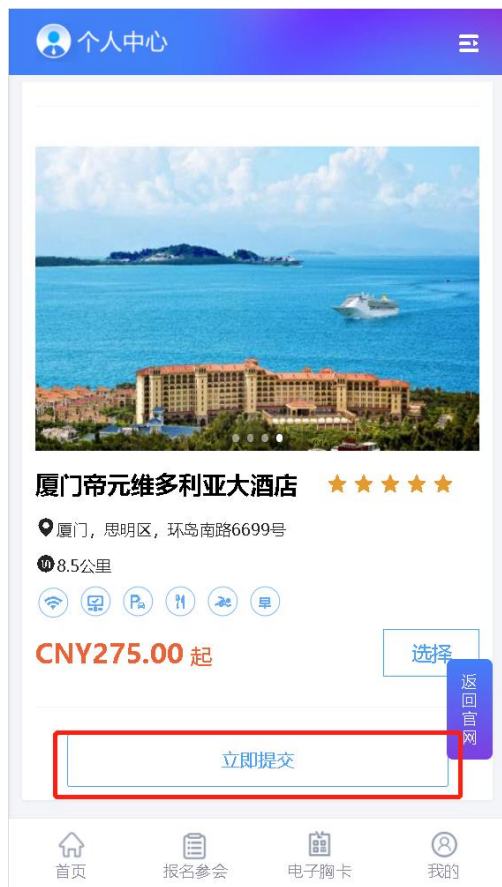 个人中心
厦门帝元维多利亚大酒店
厦门，思明区，环岛南路6699号
8.5公里
早
CNY275.00 起
选择
返回官网
立即提交
首页
报名参会
电子胸卡
我的